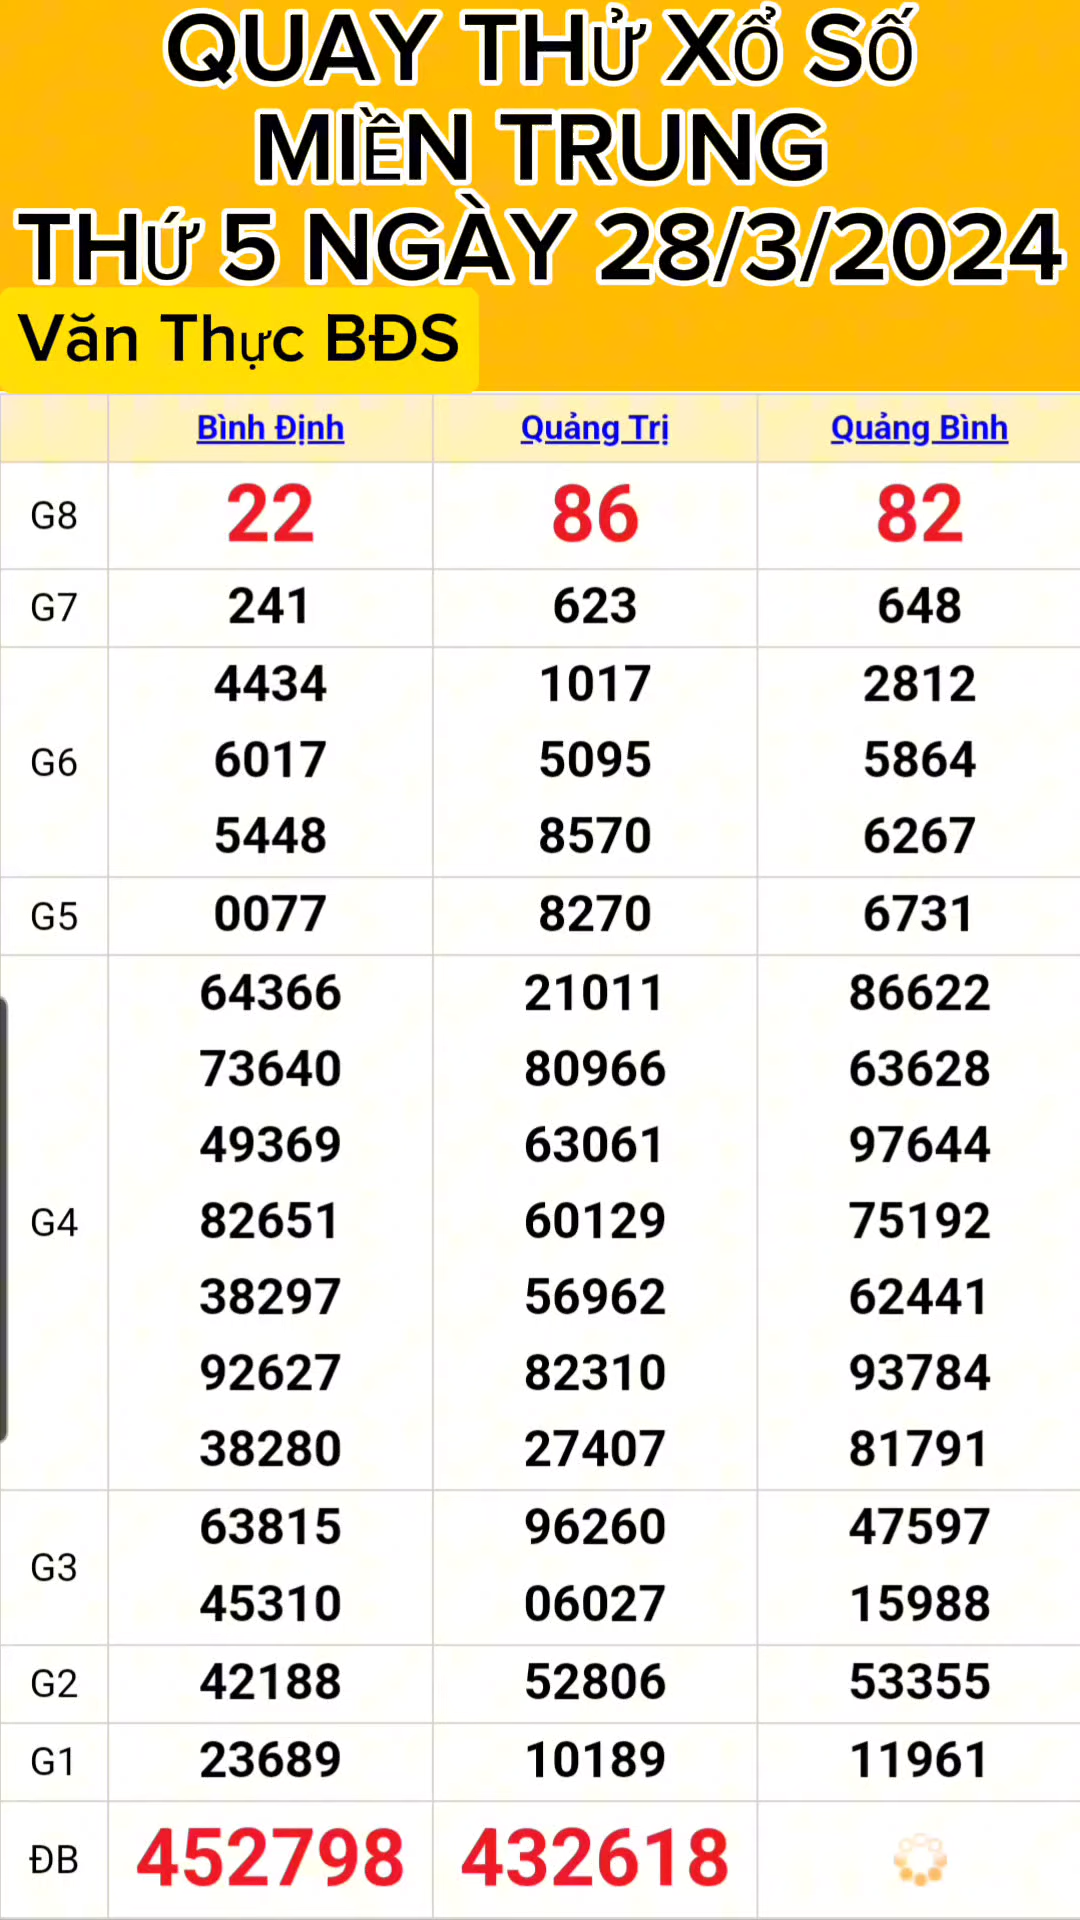 QUAY THỬ XỔ SỐ
MIỀN TRUNG
THỨ 5 NGÀY 28/3/2024
Văn Thực BĐS
Bình Định Quảng Trị Quảng Bình
G8 22 86 82
G7 241 623 648
4434 1017 2812
G6 6017 5095 5864
5448 8570 6267
G5 0077 8270 6731
64366 21011 86622
73640 80966 63628
49369 63061 97644
G4 82651 60129 75192
38297 56962 62441
92627 82310 93784
38280 27407 81791
G3
63815 96260 47597
45310 06027 15988
G2 42188 52806 53355
G1 23689 10189 11961
ĐB 452798 432618